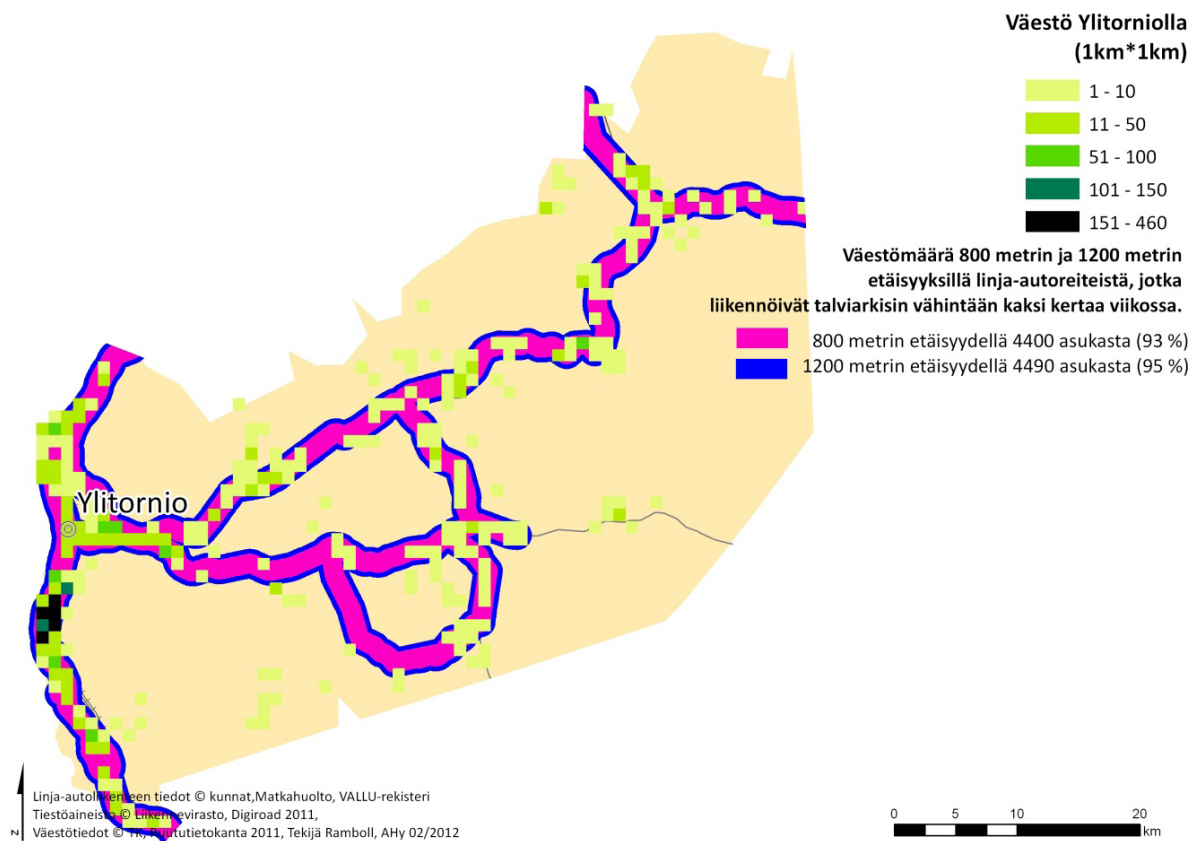 Väestö Ylitorniolla
(1km*1km)
1 - 10
11 - 50
51 - 100
101 - 150
151 - 460
Väestömäärä 800 metrin ja 1200 metrin
etäisyyksillä linja-autoreiteistä, jotka
liikennöivät talviarkisin vähintään kaksi kertaa viikossa.
800 metrin etäisyydellä 4400 asukasta (93 %)
1200 metrin etäisyydellä 4490 asukasta (95 %)
Ylitornio
Linja-autoliikenteen tiedot © kunnat,Matkahuolto, VALLU-rekisteri
Tiestöaineisto © Liikennevirasto, Digiroad 2011,
Väestötiedot © TK, Ruututietokanta 2011, Tekijä Ramboll, AHy 02/2012
N
0 5 10 20
km